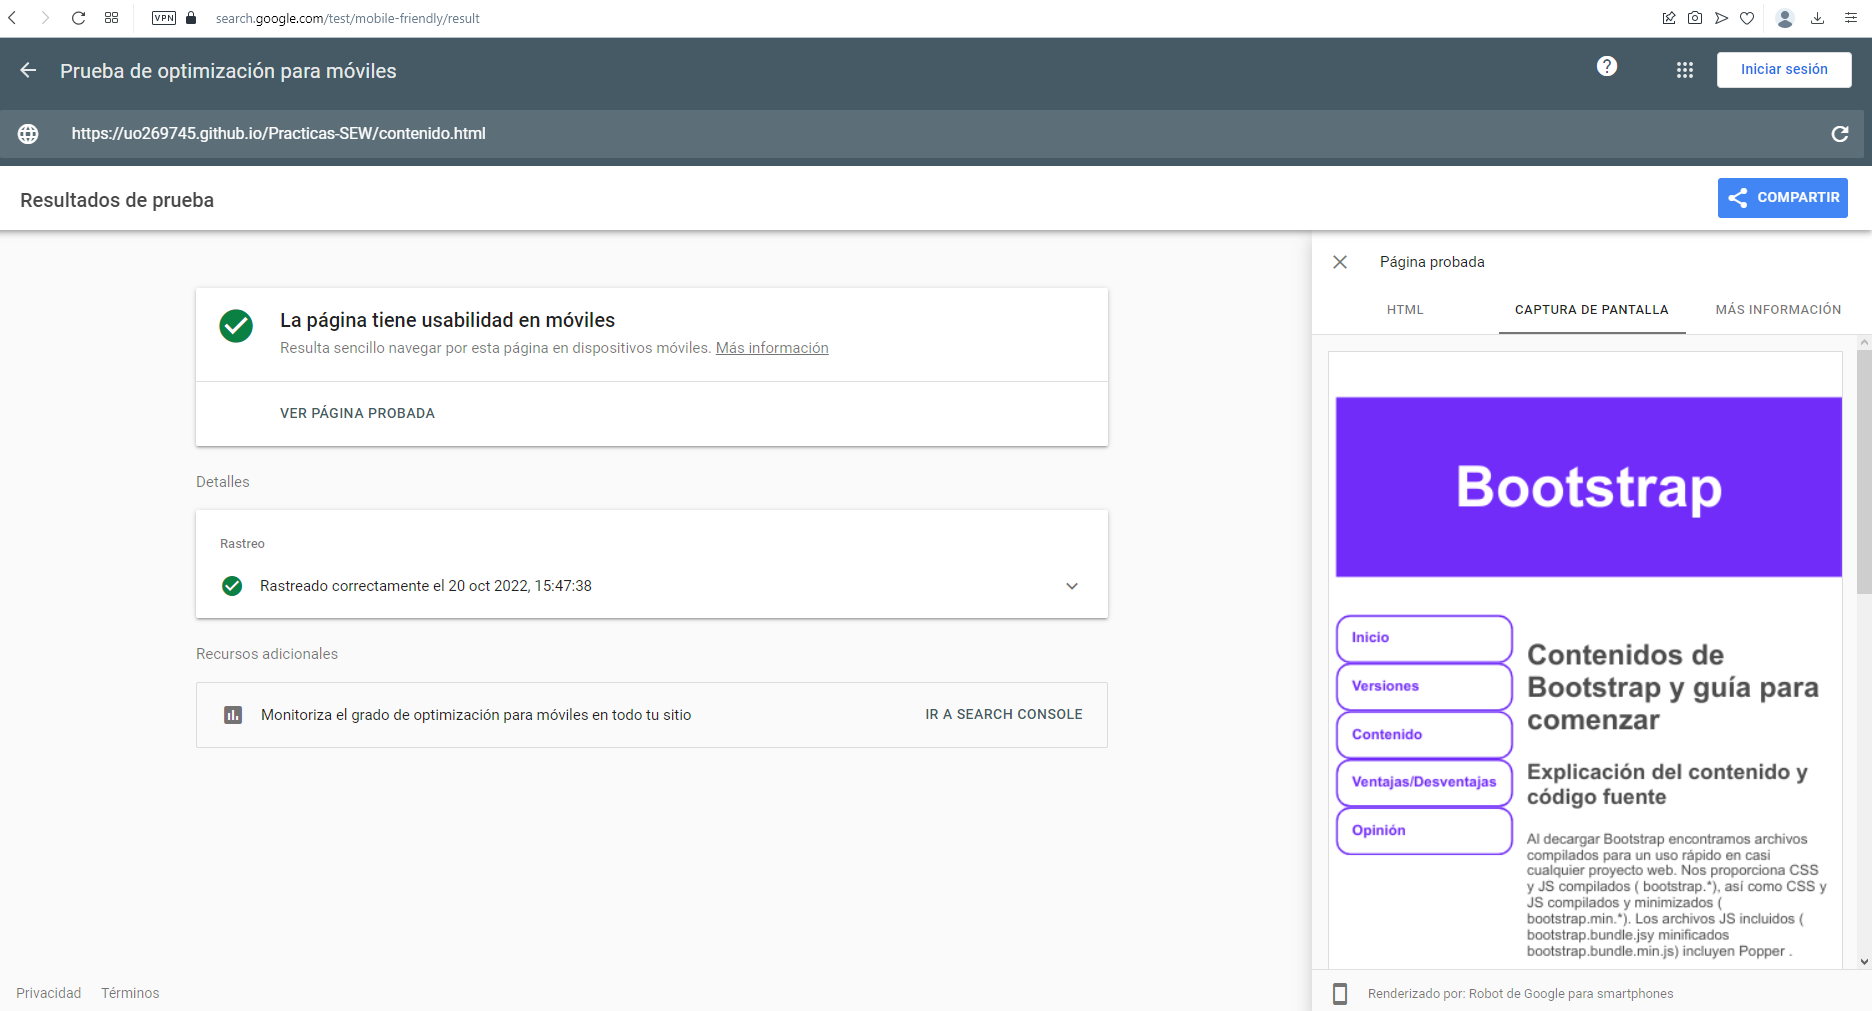 VPN
search.google.com/test/mobile-friendly/result
Prueba de optimización para móviles
?
Iniciar sesión
https://uo269745.github.io/Practicas-SEW/contenido.html
Resultados de prueba
COMPARTIR
La página tiene usabilidad en móviles
Resulta sencillo navegar por esta página en dispositivos móviles. Más información
VER PÁGINA PROBADA
Detalles
Rastreo
Rastreado correctamente el 20 oct 2022, 15:47:38
Recursos adicionales
Monitoriza el grado de optimización para móviles en todo tu sitio
IR A SEARCH CONSOLE
Privacidad
Términos
Página probada
HTML
CAPTURA DE PANTALLA
MÁS INFORMACIÓN
Bootstrap
Inicio
Versiones
Contenido
Ventajas/Desventajas
Opinión
Contenidos de
Bootstrap y guía para
comenzar
Explicación del contenido y
código fuente
Al decargar Bootstrap encontramos archivos
compilados para un uso rápido en casi
cualquier proyecto web. Nos proporciona CSS
y JS compilados ( bootstrap.*), así como CSS y
JS compilados y minimizados (
bootstrap.min.*). Los archivos JS incluidos (
bootstrap.bundle.jsy minificados
bootstrap.bundle.min.js) incluyen Popper .
Renderizado por: Robot de Google para smartphones